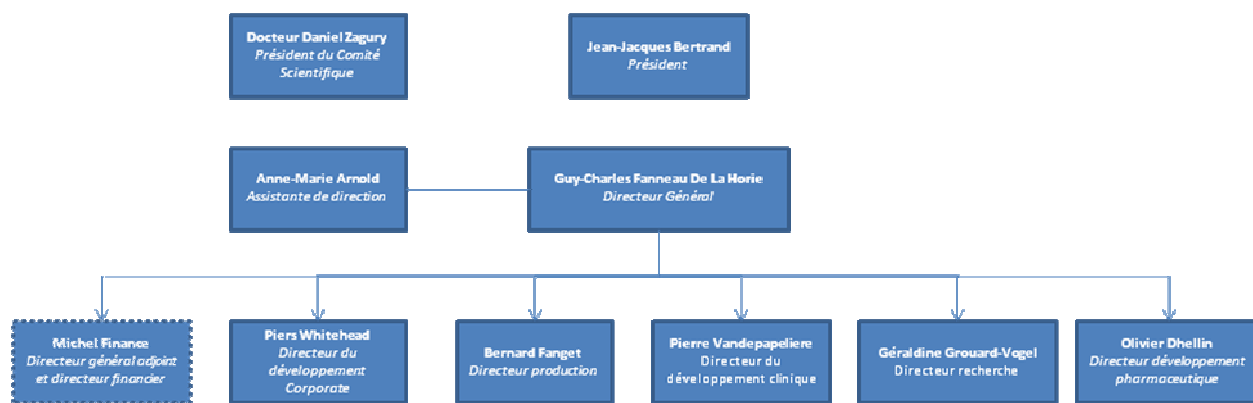 Docteur Daniel Zagury
Président du Comité
Scientifique
Jean-Jacques Bertrand
Président
Anne-Marie Arnold
Assistante de direction
Guy-Charles Fanneau De La Horie
Directeur Général
Michel Finance
Directeur général adjoint
et directeur financier
Piers Whitehead
Directeur du
développement
Corporate
Bernard Fanget
Directeur production
Pierre Vandepapeliere
Directeur du
développement clinique
Géraldine Grouard-Vogel
Directeur recherche
Olivier Dhellin
Directeur développement
pharmaceutique